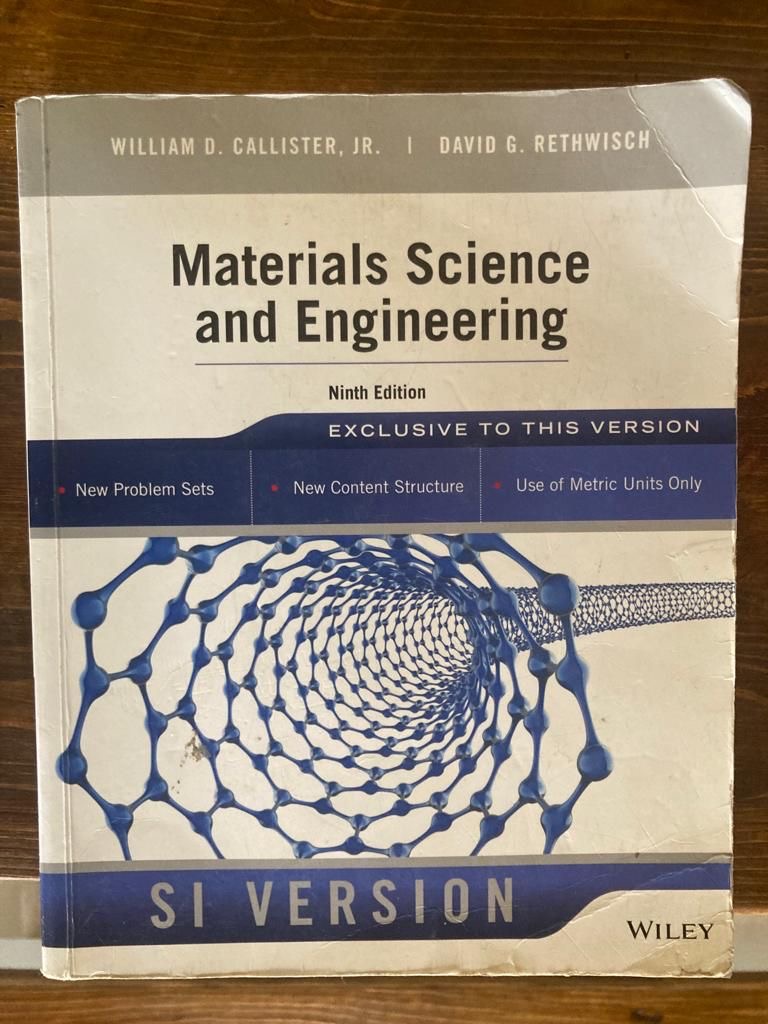 WILLIAM D. CALLISTER, JR. | DAVID G. RETHWISCH
Materials Science
and Engineering
Ninth Edition
EXCLUSIVE TO THIS VERSION
• New Problem Sets • New Content Structure • Use of Metric Units Only
SI VERSION
WILEY